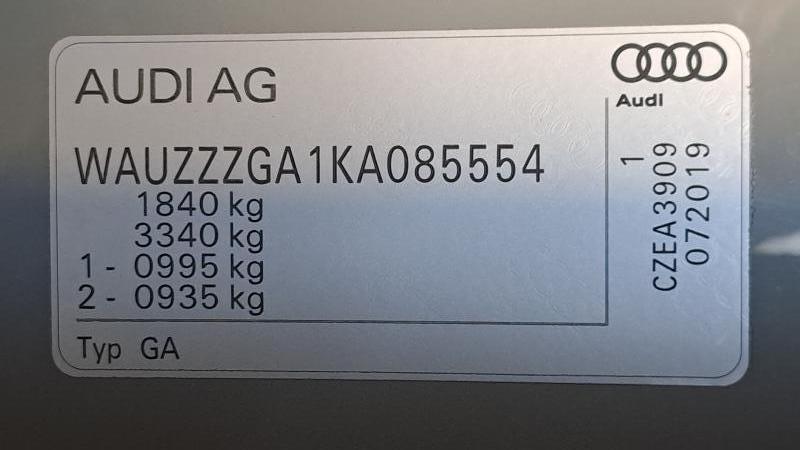 AUDI AG
Audi
WAUZZZGA1KA085554
1840 kg
3340 kg
1 - 0995 kg
2 - 0935 kg
Typ GA
1
CZEA3909
072019